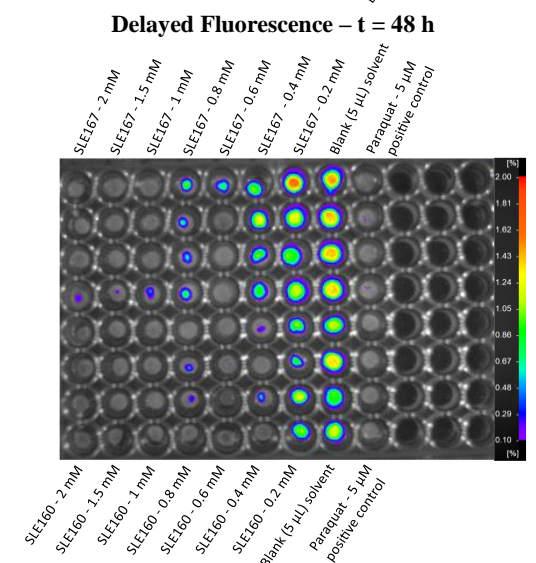 Delayed Fluorescence – t = 48 h
SLE167 - 2 mM
SLE167 - 1.5 mM
SLE167 - 1 mM
SLE167 - 0.8 mM
SLE167 - 0.6 mM
SLE167 - 0.4 mM
SLE167 - 0.2 mM
Blank (5 µL) solvent
Paraquat - 5 µM
positive control
[%]
2.00
1.81
1.62
1.43
1.24
1.05
0.86
0.67
0.48
0.29
0.10
[%]
SLE160 - 2 mM
SLE160 - 1.5 mM
SLE160 - 1 mM
SLE160 - 0.8 mM
SLE160 - 0.6 mM
SLE160 - 0.4 mM
SLE160 - 0.2 mM
Blank (5 µL) solvent
Paraquat - 5 µM
positive control